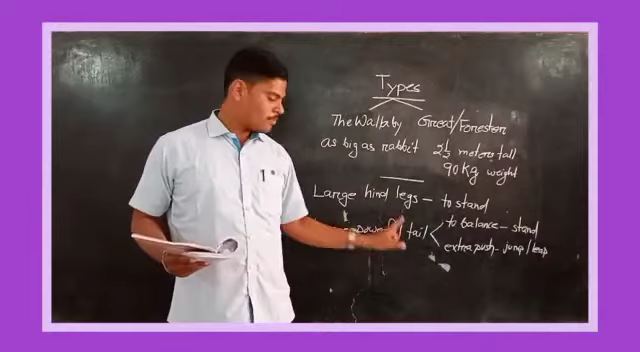 Types
The Wallaby Great/Forester
as big as rabbit 2½ meters tall
90 kg weight
Large hind legs - to stand
tail < to balance - stand
extra push - jump/leap